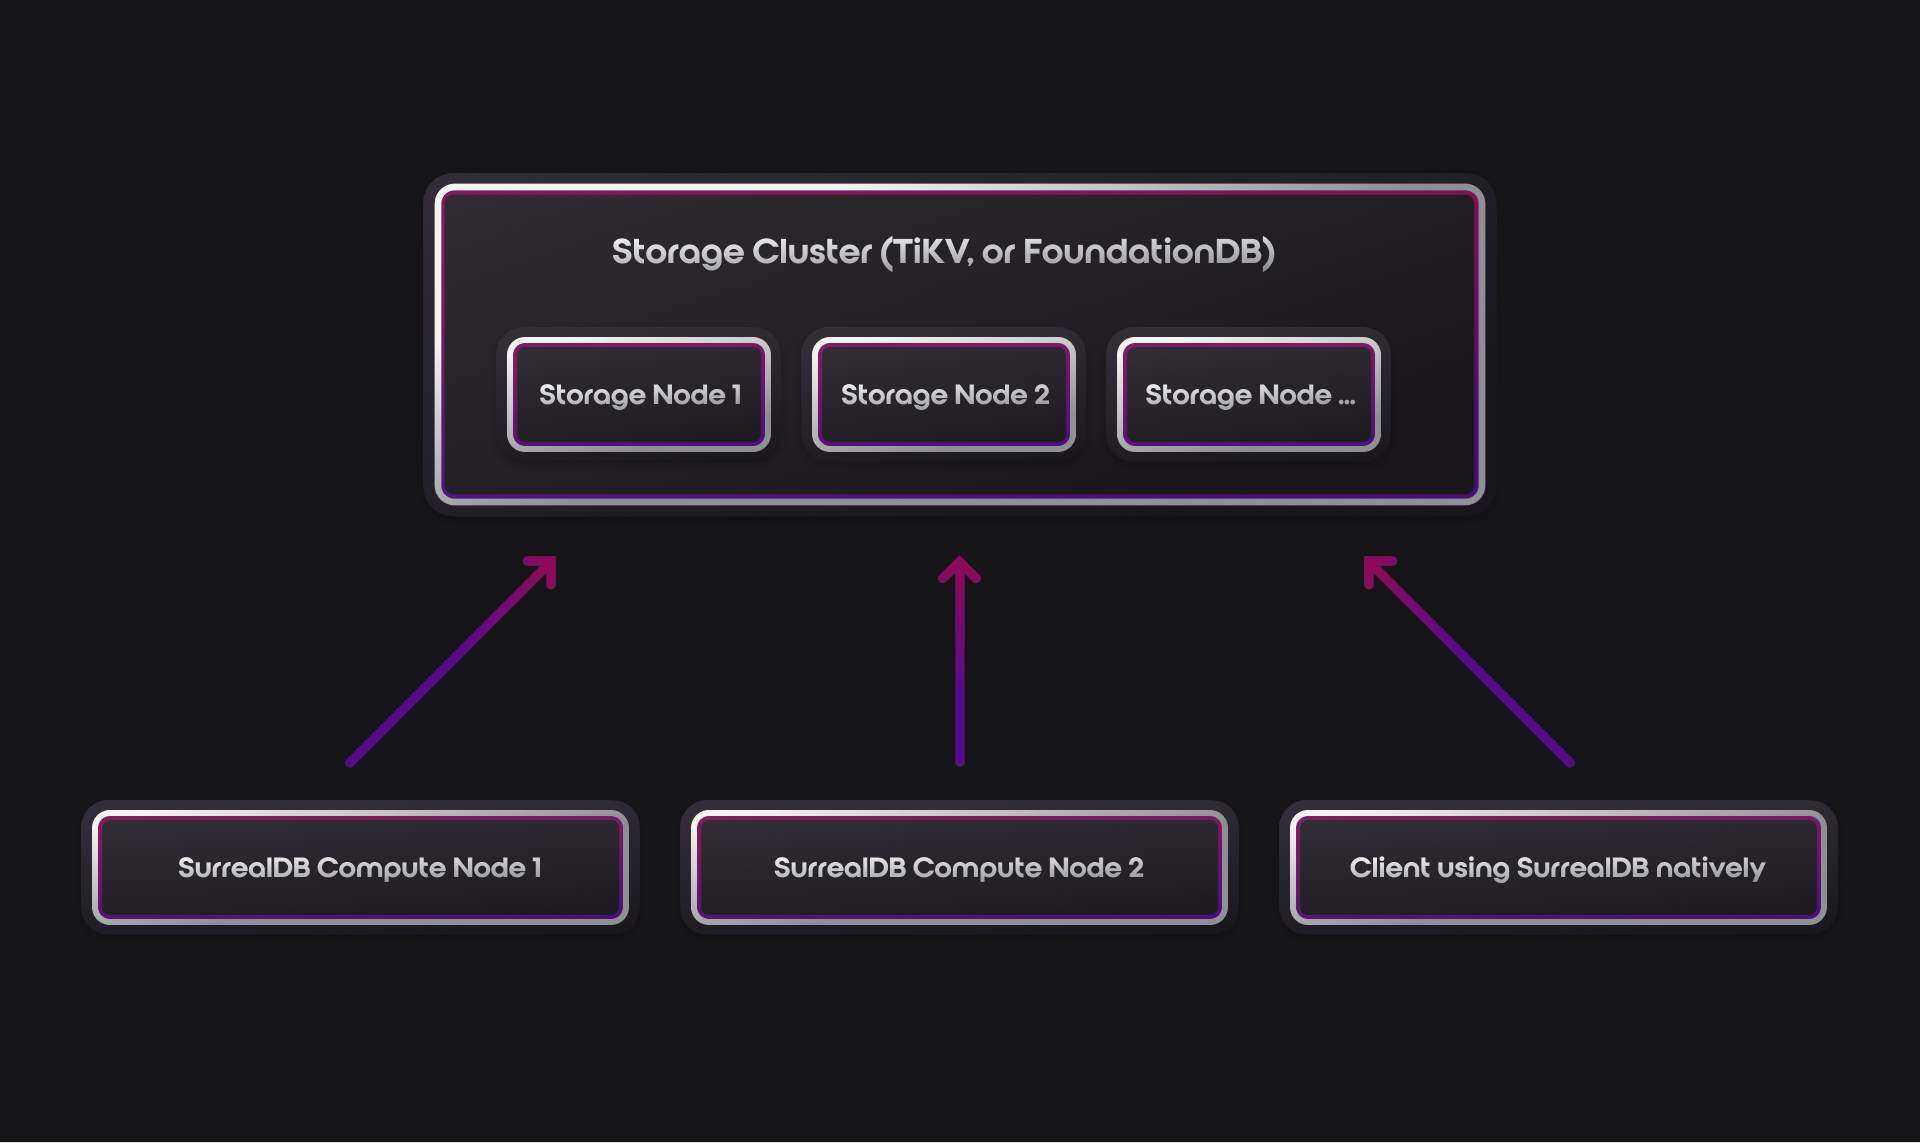 Storage Cluster (TiKV, or FoundationDB)
Storage Node 1
Storage Node 2
Storage Node ...
SurrealDB Compute Node 1
SurrealDB Compute Node 2
Client using SurrealDB natively